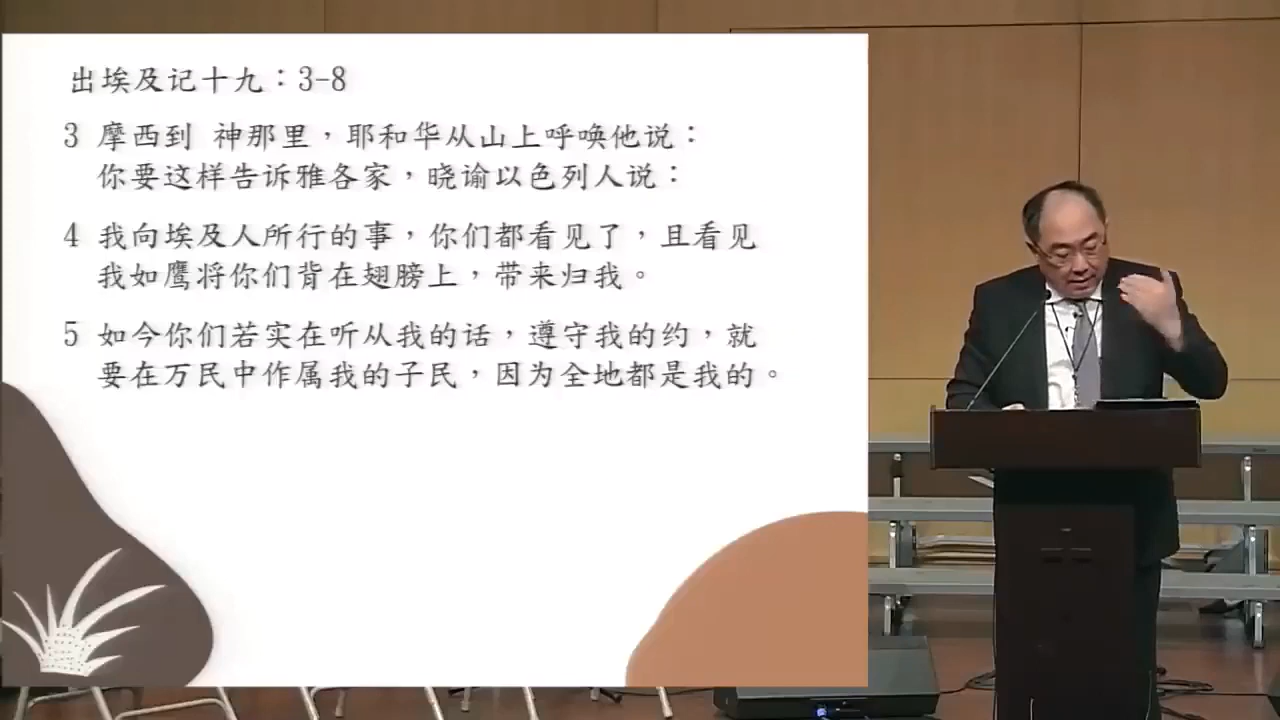 出埃及记十九：3-8
3 摩西到 神那里，耶和华从山上呼唤他说：
你要这样告诉雅各家，晓谕以色列人说：
4 我向埃及人所行的事，你们都看见了，且看见
我如鹰将你们背在翅膀上，带来归我。
5 如今你们若实在听从我的话，遵守我的约，就
要在万民中作属我的子民，因为全地都是我的。